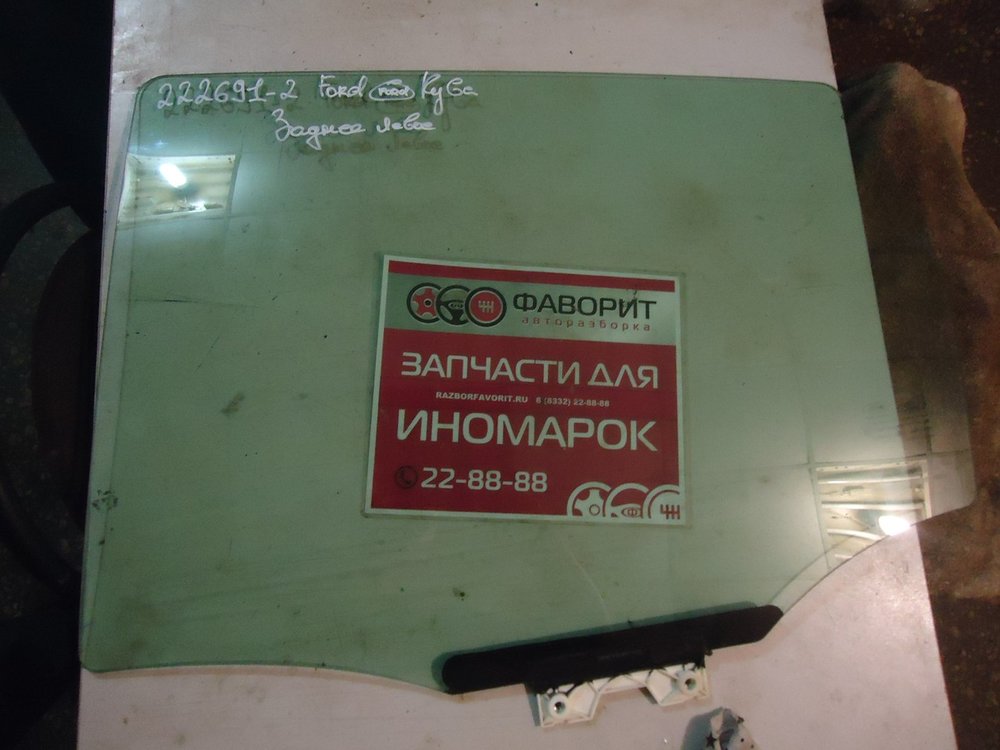 222691-2 Ford Ford Куга
Заднее левое
ФАВОРИТ
авторазборка
ЗАПЧАСТИ ДЛЯ
RAZBORFAVORIT.RU 8 (8332) 22-88-88
ИНОМАРОК
22-88-88